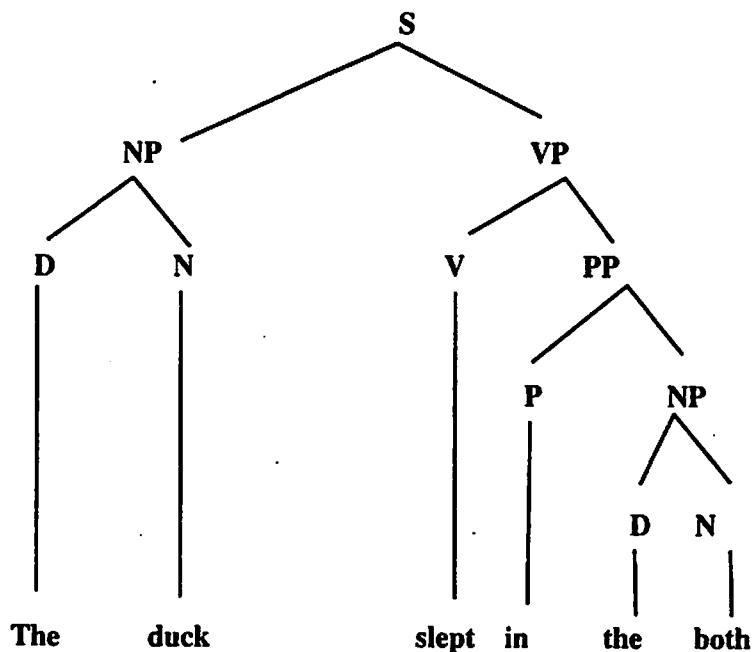 S
NP VP
D N V PP
P NP
D N
The duck slept in the both